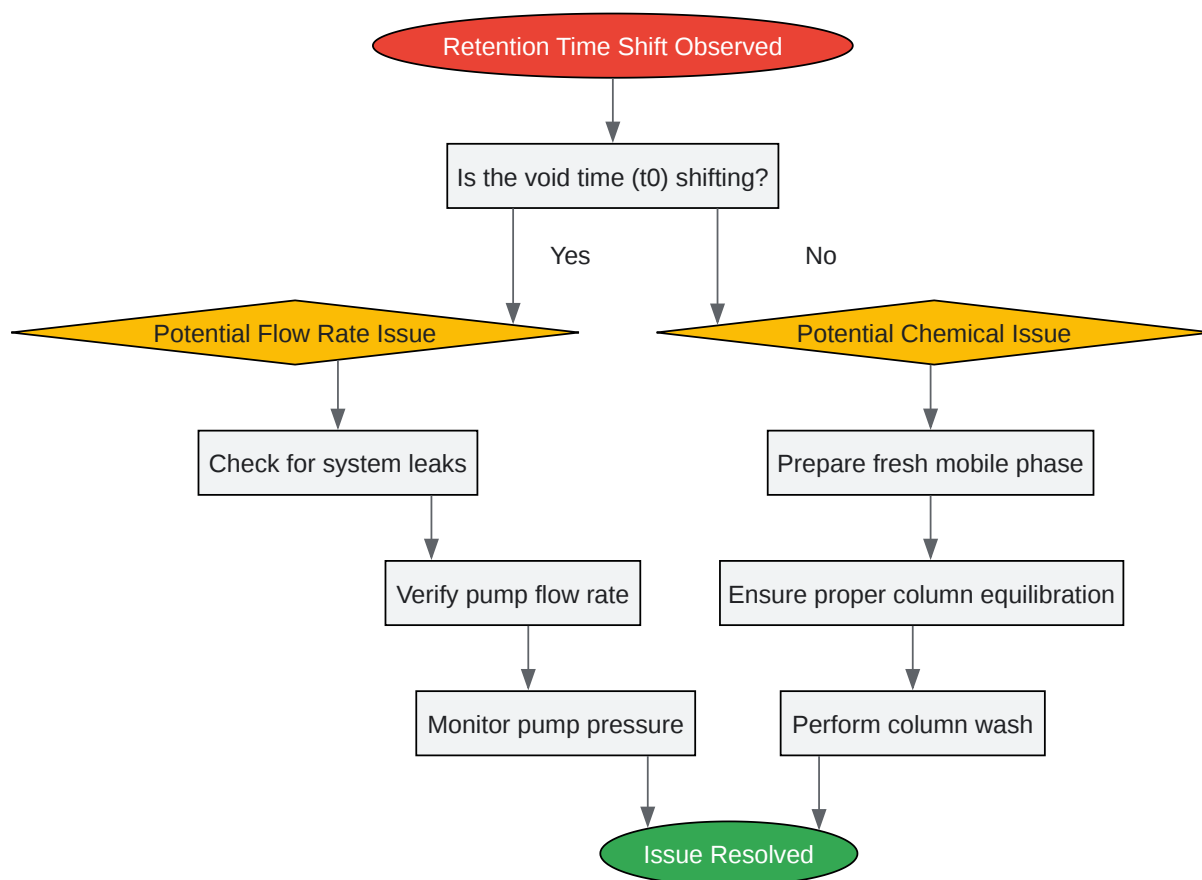 Retention Time Shift Observed
Is the void time (t0) shifting?
Yes
No
Potential Flow Rate Issue
Potential Chemical Issue
Check for system leaks
Prepare fresh mobile phase
Verify pump flow rate
Ensure proper column equilibration
Monitor pump pressure
Perform column wash
Issue Resolved